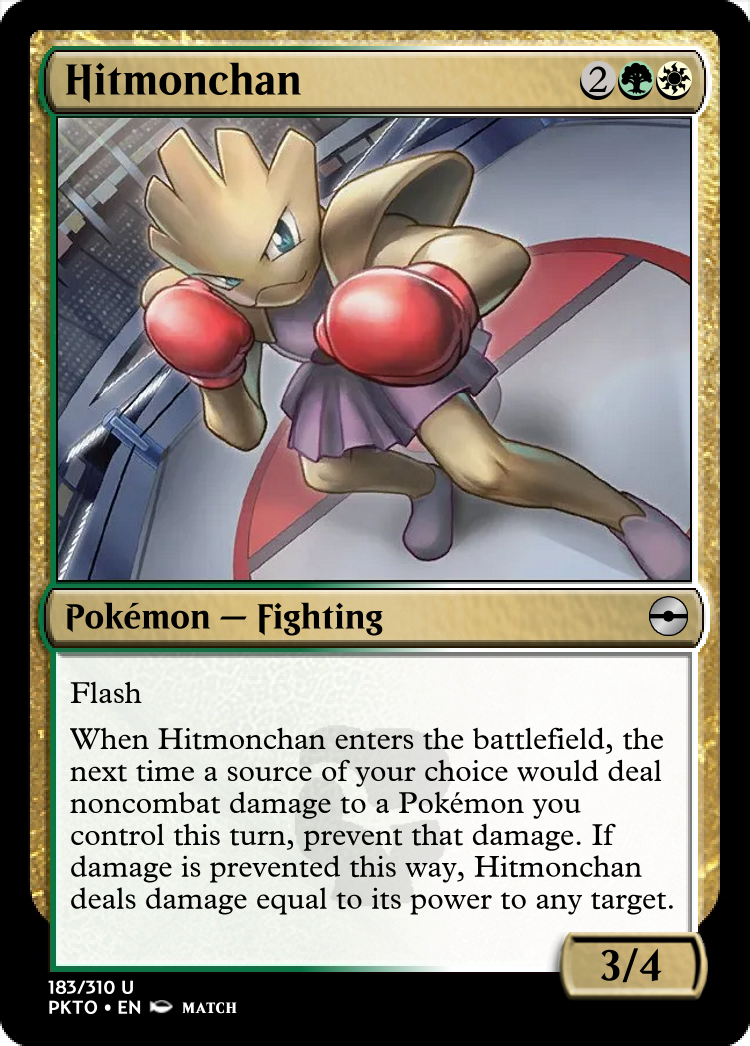 Hitmonchan 2
Pokémon — Fighting
Flash
When Hitmonchan enters the battlefield, the
next time a source of your choice would deal
noncombat damage to a Pokémon you
control this turn, prevent that damage. If
damage is prevented this way, Hitmonchan
deals damage equal to its power to any target.
3/4
183/310 U
PKTO • EN MATCH